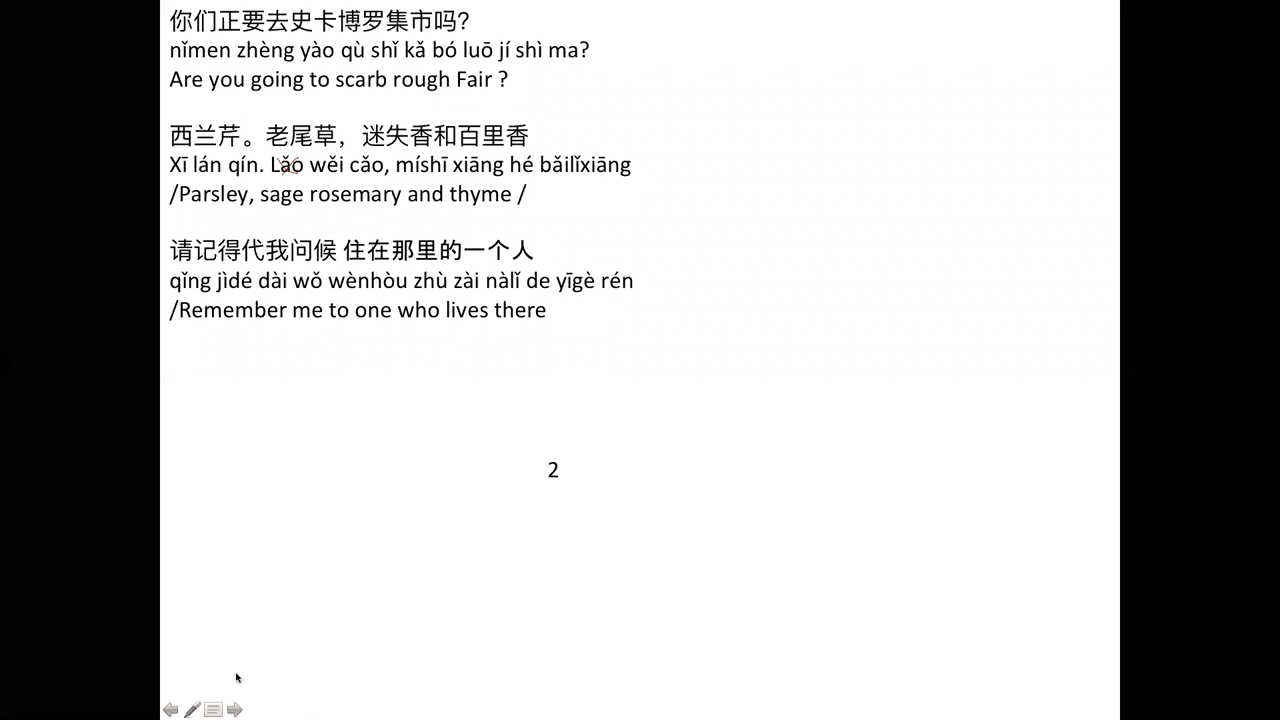 你们正要去史卡博罗集市吗?
nǐmen zhèng yào qù shǐ kǎ bó luō jí shì ma?
Are you going to scarb rough Fair ?
西兰芹。老尾草，迷失香和百里香
Xī lán qín. Lǎo wěi cǎo, míshī xiāng hé bǎilǐxiāng
/Parsley, sage rosemary and thyme /
请记得代我问候 住在那里的一个人
qǐng jìdé dài wǒ wènhòu zhù zài nàlǐ de yīgè rén
/Remember me to one who lives there
2